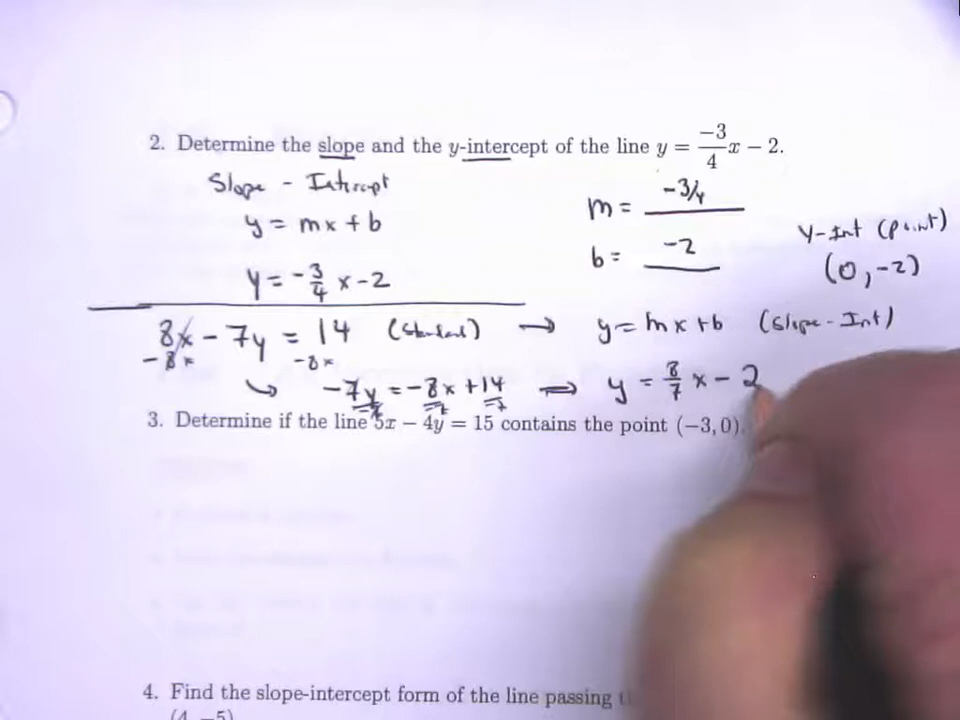 2. Determine the slope and the y-intercept of the line y = -3/4 x − 2.
Slope - Intercept
m = -3/4
y = mx + b
b = -2
Y-Int (Point)
(0, -2)
y = -3/4 x - 2
8x - 7y = 14 (Standard) → y = mx + b (Slope-Int)
-8x -8x
↳ -7y = -8x + 14 ⇒ y = 8/7 x - 2
-7 -7 -7
3. Determine if the line 5x − 4y = 15 contains the point (−3, 0).
4. Find the slope-intercept form of the line passing
(4, −5)